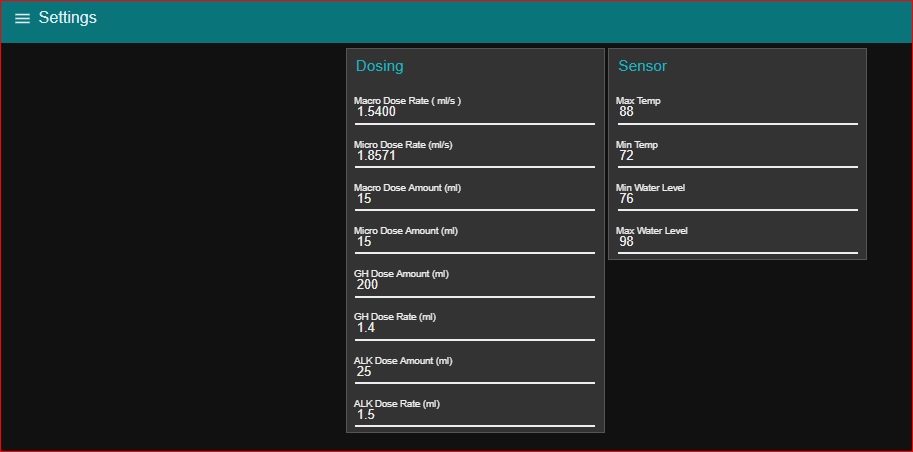 Settings
Dosing
Macro Dose Rate ( ml/s )
1.5400
Micro Dose Rate (ml/s)
1.8571
Macro Dose Amount (ml)
15
Micro Dose Amount (ml)
15
GH Dose Amount (ml)
200
GH Dose Rate (ml)
1.4
ALK Dose Amount (ml)
25
ALK Dose Rate (ml)
1.5
Sensor
Max Temp
88
Min Temp
72
Min Water Level
76
Max Water Level
98